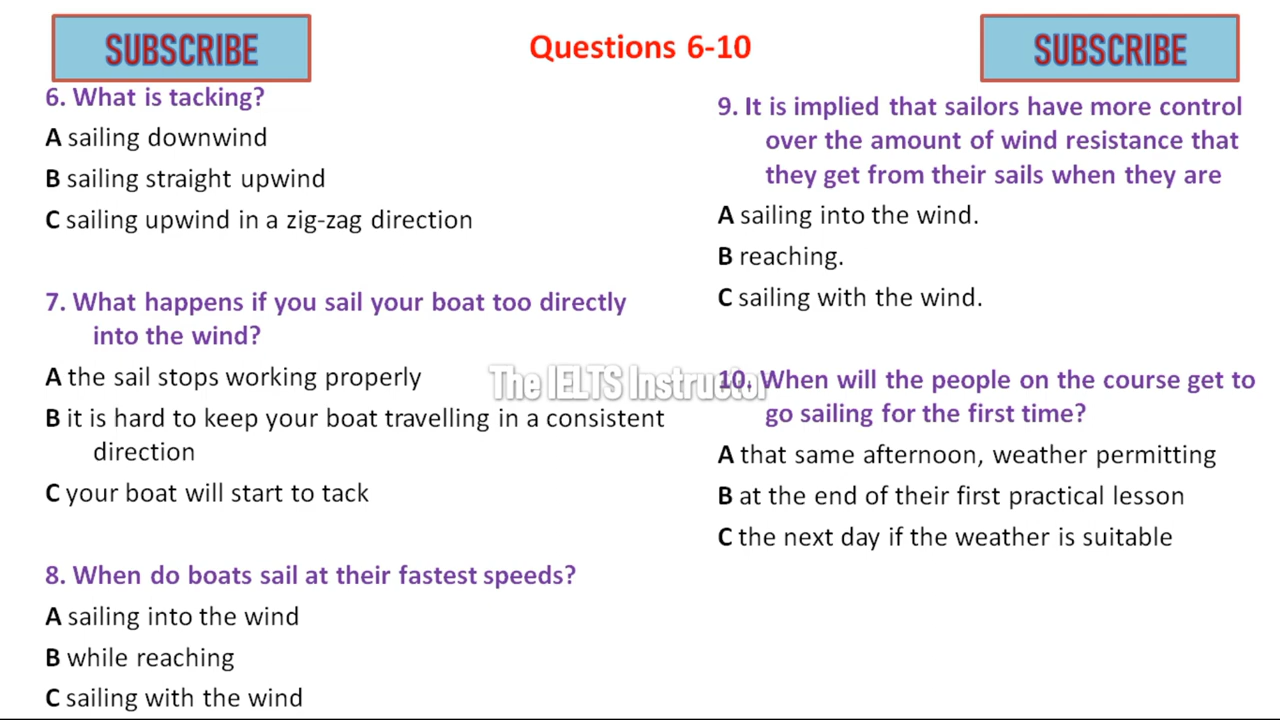 SUBSCRIBE
Questions 6-10
SUBSCRIBE
6. What is tacking?
A sailing downwind
B sailing straight upwind
C sailing upwind in a zig-zag direction
7. What happens if you sail your boat too directly
into the wind?
A the sail stops working properly
B it is hard to keep your boat travelling in a consistent
direction
C your boat will start to tack
8. When do boats sail at their fastest speeds?
A sailing into the wind
B while reaching
C sailing with the wind
9. It is implied that sailors have more control
over the amount of wind resistance that
they get from their sails when they are
A sailing into the wind.
B reaching.
C sailing with the wind.
The IELTS Instructor
10. When will the people on the course get to
go sailing for the first time?
A that same afternoon, weather permitting
B at the end of their first practical lesson
C the next day if the weather is suitable